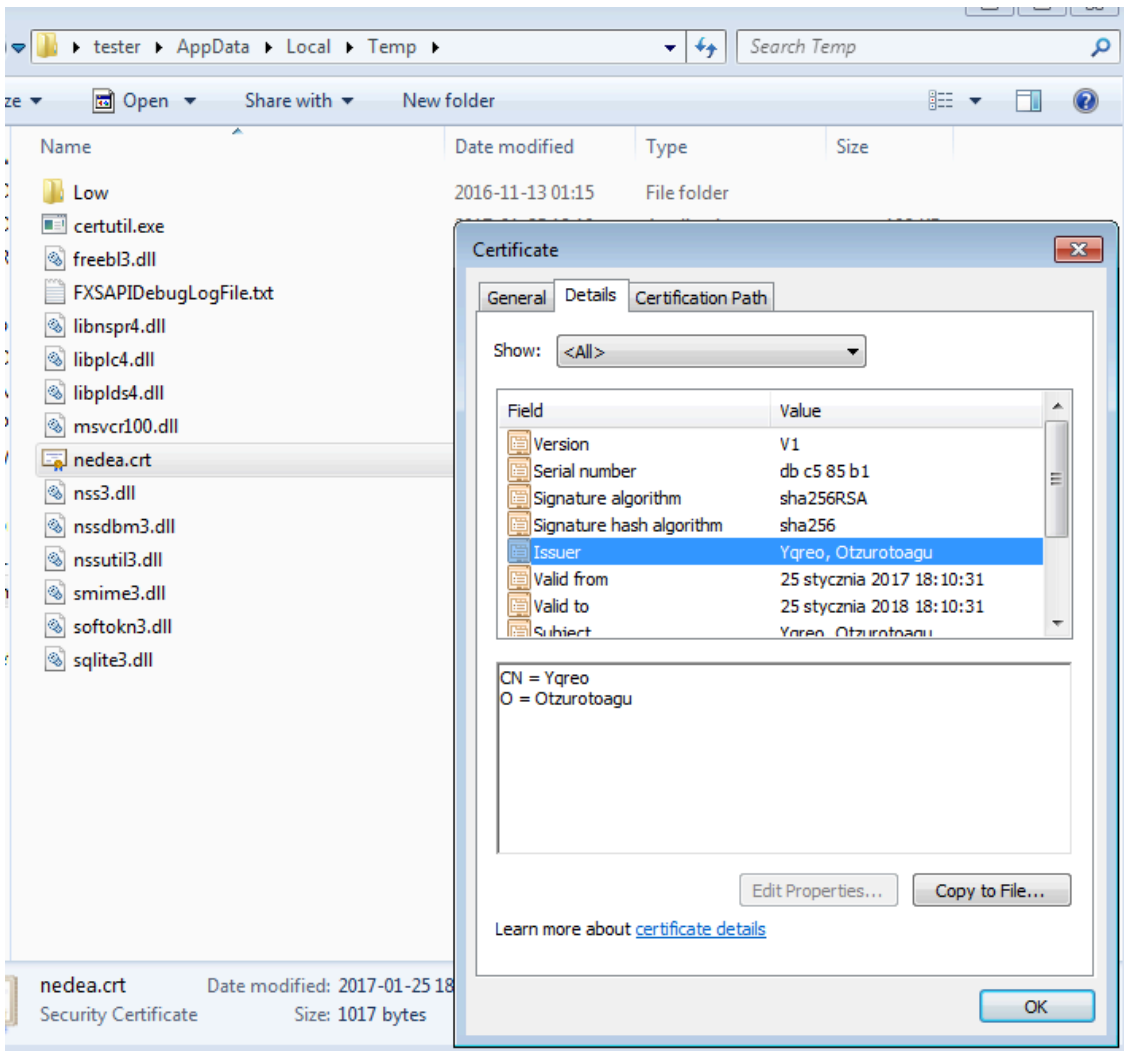 tester AppData Local Temp Search Temp
Open Share with New folder
Name Date modified Type Size
Low 2016-11-13 01:15 File folder
certutil.exe
freebl3.dll
FXSAPIDebugLogFile.txt
libnspr4.dll
libplc4.dll
libplds4.dll
msvcr100.dll
nedea.crt
nss3.dll
nssdbm3.dll
nssutil3.dll
smime3.dll
softokn3.dll
sqlite3.dll
Certificate
General Details Certification Path
Show: <All>
Field Value
Version V1
Serial number db c5 85 b1
Signature algorithm sha256RSA
Signature hash algorithm sha256
Issuer Yqreo, Otzurotoagu
Valid from 25 stycznia 2017 18:10:31
Valid to 25 stycznia 2018 18:10:31
Subject Yqreo, Otzurotoagu
CN = Yqreo
O = Otzurotoagu
Edit Properties... Copy to File...
Learn more about certificate details
OK
nedea.crt Date modified: 2017-01-25 18
Security Certificate Size: 1017 bytes